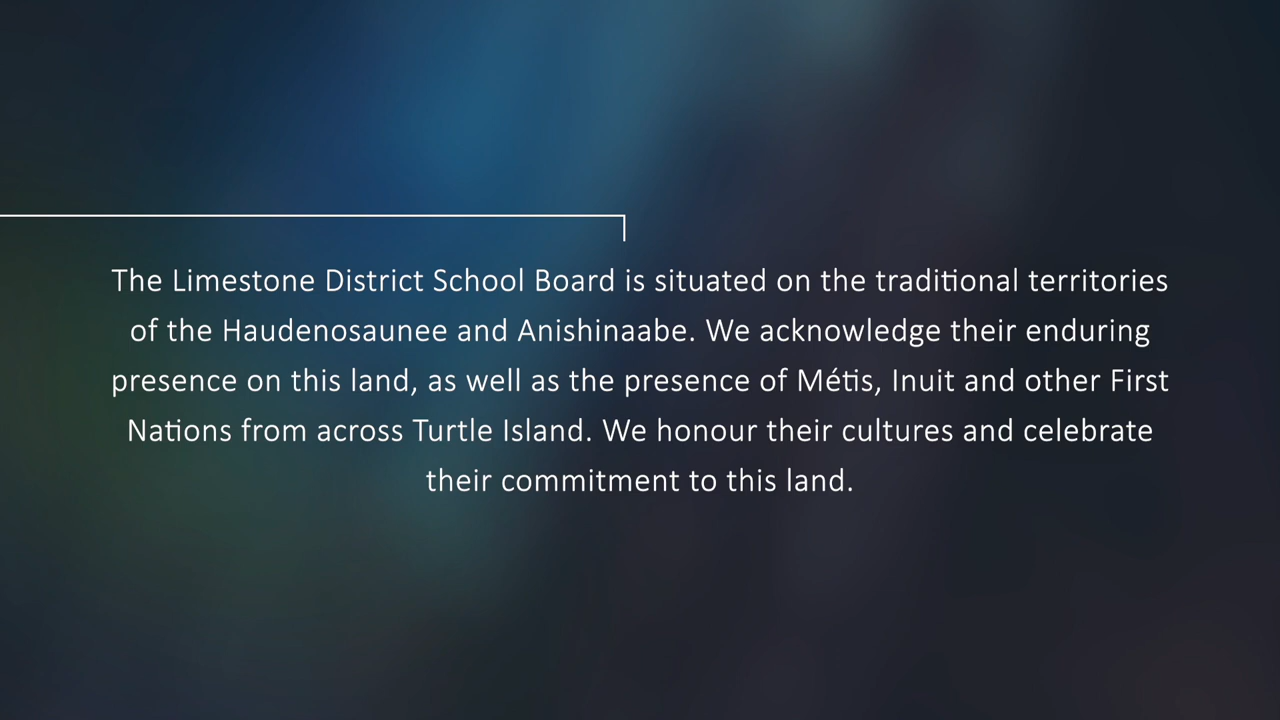 The Limestone District School Board is situated on the traditional territories
of the Haudenosaunee and Anishinaabe. We acknowledge their enduring
presence on this land, as well as the presence of Métis, Inuit and other First
Nations from across Turtle Island. We honour their cultures and celebrate
their commitment to this land.